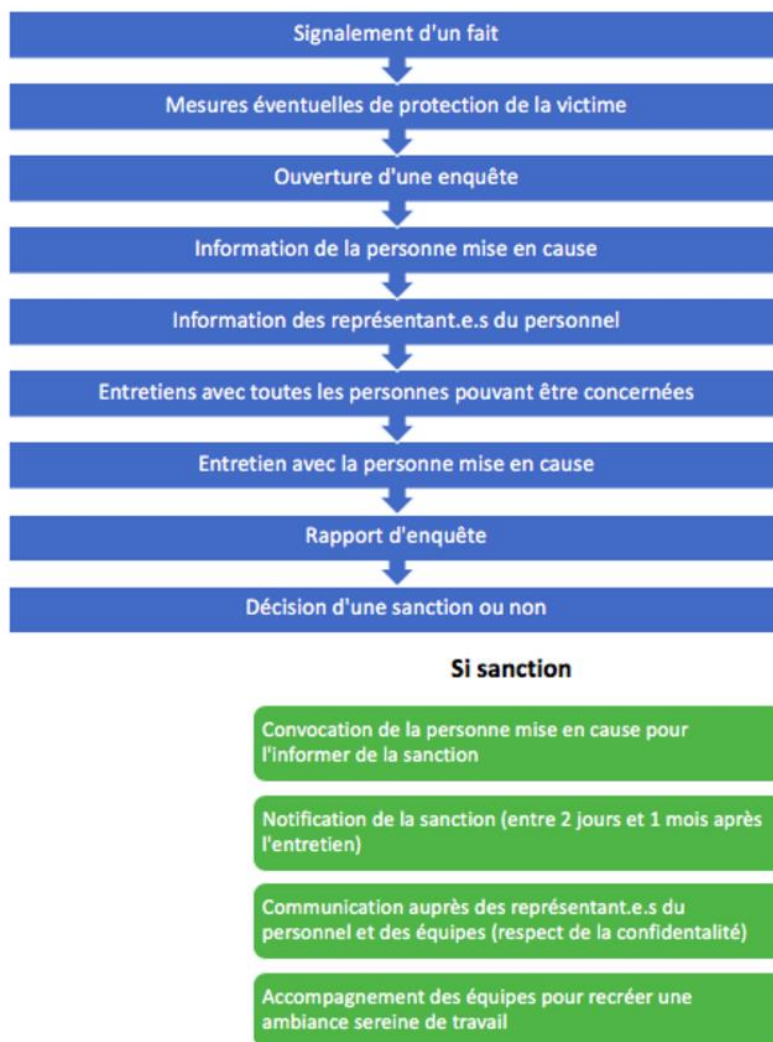 Signalement d'un fait
Mesures éventuelles de protection de la victime
Ouverture d'une enquête
Information de la personne mise en cause
Information des représentant.e.s du personnel
Entretiens avec toutes les personnes pouvant être concernées
Entretien avec la personne mise en cause
Rapport d'enquête
Décision d'une sanction ou non
Si sanction
Convocation de la personne mise en cause pour
l'informer de la sanction
Notification de la sanction (entre 2 jours et 1 mois après
l'entretien)
Communication auprès des représentant.e.s du
personnel et des équipes (respect de la confidentalité)
Accompagnement des équipes pour recréer une
ambiance sereine de travail